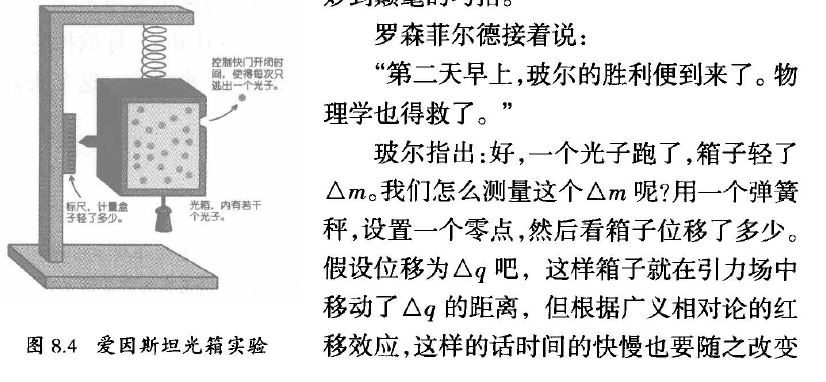 控制快门开闭时
间，使得每次只
逃出一个光子。
标尺，计量盒
子轻了多少。
光箱，内有若干
个光子。
图 8.4 爱因斯坦光箱实验
罗森菲尔德接着说：
“第二天早上，玻尔的胜利便到来了。物
理学也得救了。”
玻尔指出：好，一个光子跑了，箱子轻了
△m。我们怎么测量这个△m 呢？用一个弹簧
秤，设置一个零点，然后看箱子位移了多少。
假设位移为△q 吧，这样箱子就在引力场中
移动了△q 的距离，但根据广义相对论的红
移效应，这样的话时间的快慢也要随之改变